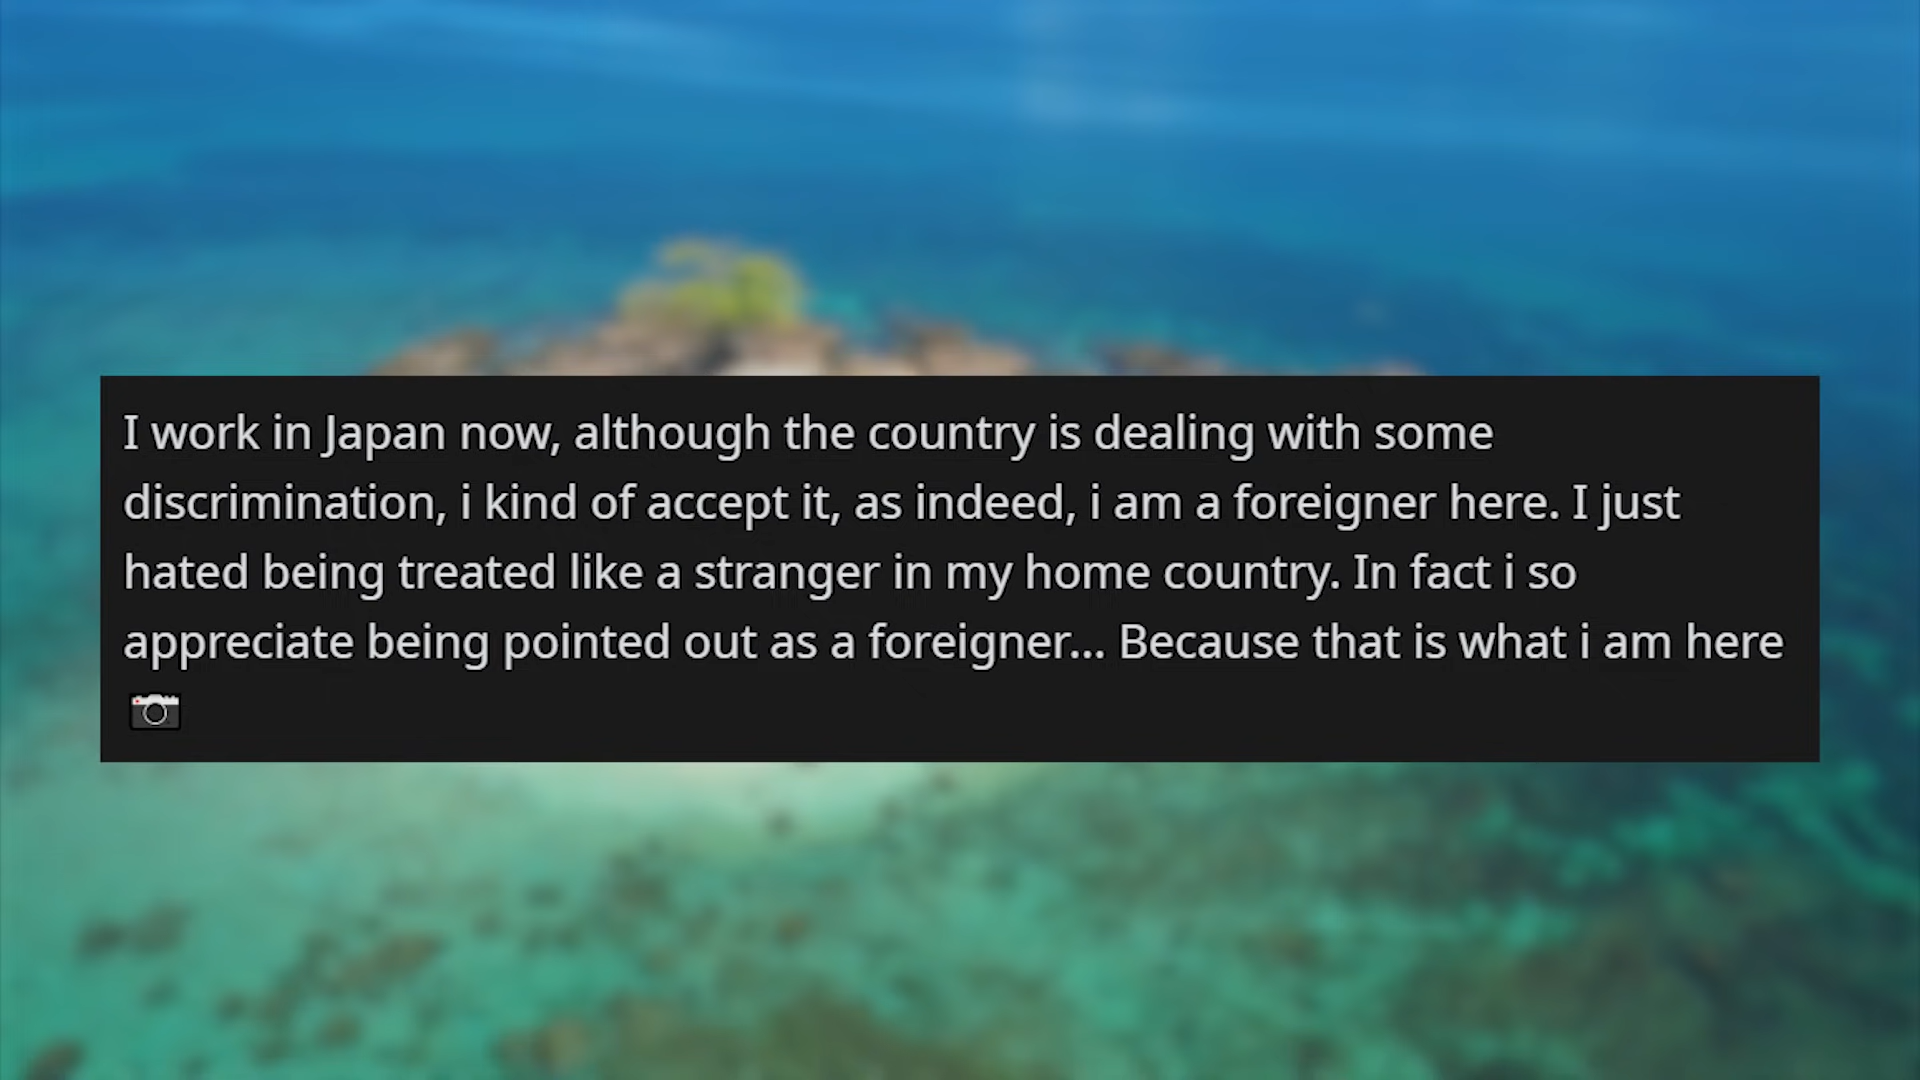 I work in Japan now, although the country is dealing with some
discrimination, i kind of accept it, as indeed, i am a foreigner here. I just
hated being treated like a stranger in my home country. In fact i so
appreciate being pointed out as a foreigner... Because that is what i am here
📷